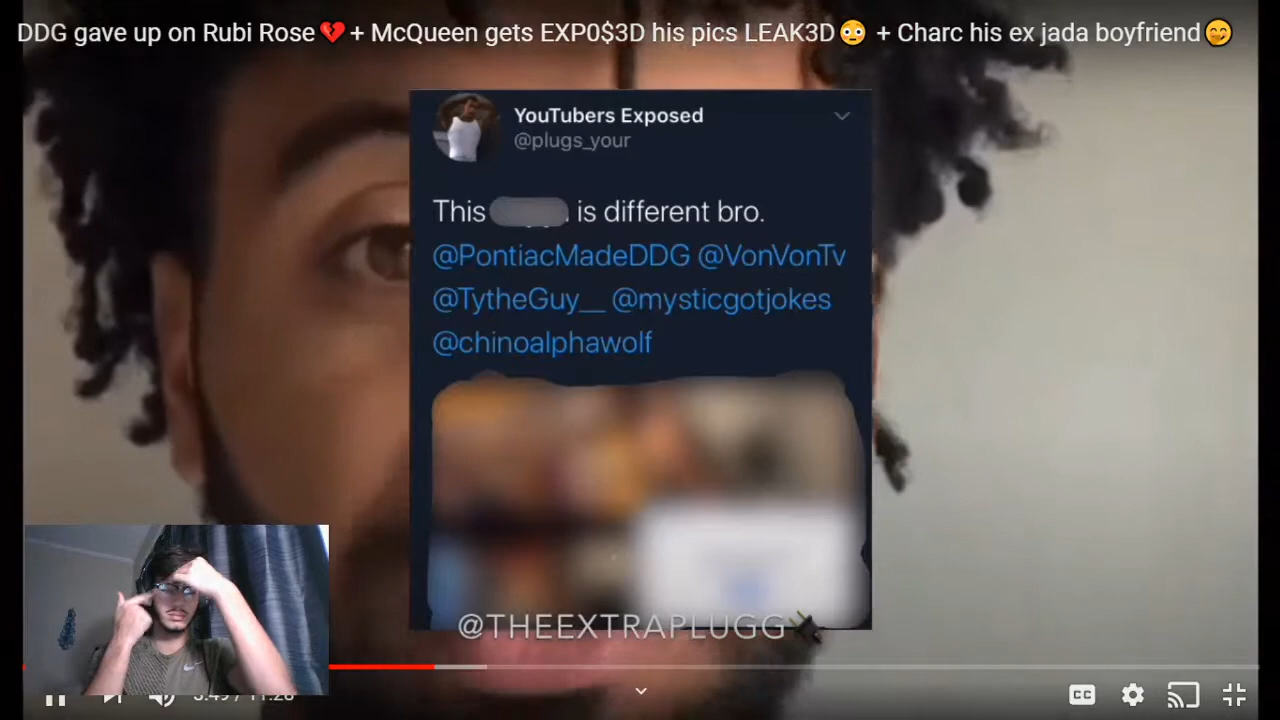 DDG gave up on Rubi Rose💔+ McQueen gets EXP0$3D his pics LEAK3D😳 + Charc his ex jada boyfriend😋
YouTubers Exposed
@plugs_your
This is different bro.
@PontiacMadeDDG @VonVonTv
@TytheGuy__ @mysticgotjokes
@chinoalphawolf
@THEEXTRAPLUGG
CC